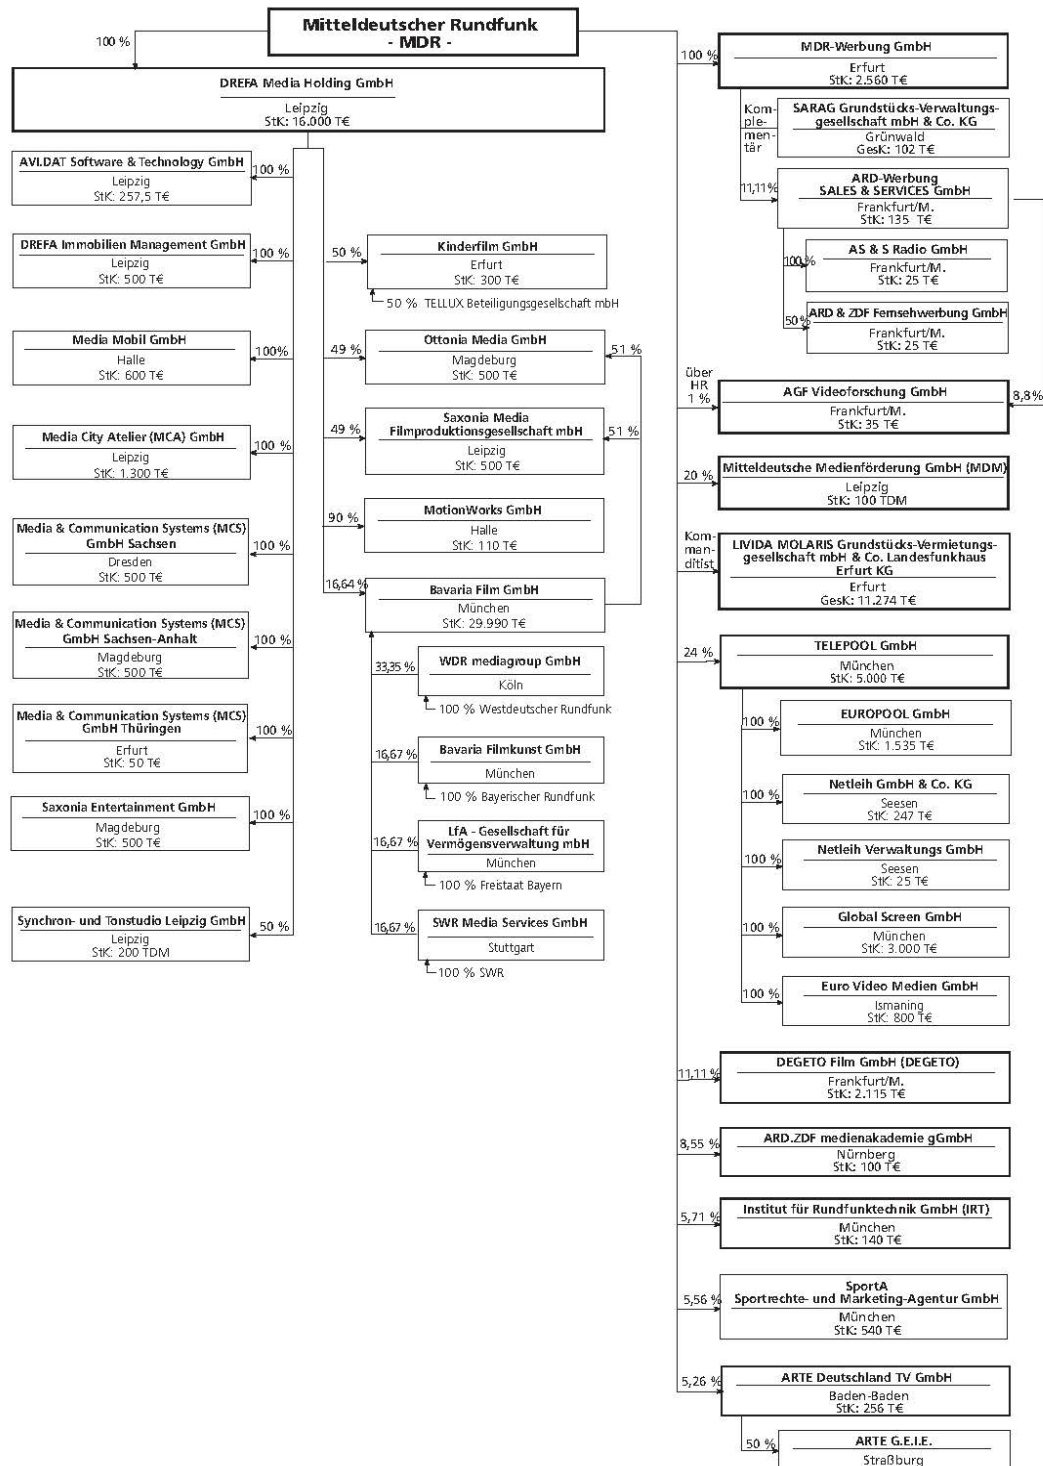 Mitteldeutscher Rundfunk
- MDR -
100 %
DREFA Media Holding GmbH
Leipzig
StK: 16.000 T€
AVI.DAT Software & Technology GmbH
Leipzig
StK: 257,5 T€
100 %
DREFA Immobilien Management GmbH
Leipzig
StK: 500 T€
100 %
Media Mobil GmbH
Halle
StK: 600 T€
100%
Media City Atelier (MCA) GmbH
Leipzig
StK: 1.300 T€
100 %
Media & Communication Systems (MCS)
GmbH Sachsen
Dresden
StK: 500 T€
100 %
Media & Communication Systems (MCS)
GmbH Sachsen-Anhalt
Magdeburg
StK: 500 T€
100 %
Media & Communication Systems (MCS)
GmbH Thüringen
Erfurt
StK: 50 T€
100 %
Saxonia Entertainment GmbH
Magdeburg
StK: 500 T€
100 %
Synchron- und Tonstudio Leipzig GmbH
Leipzig
StK: 200 TDM
50 %
50 %
Kinderfilm GmbH
Erfurt
StK: 300 T€
50 % TELLUX Beteiligungsgesellschaft mbH
49 %
Ottonia Media GmbH
Magdeburg
StK: 500 T€
51 %
49 %
Saxonia Media
Filmproduktionsgesellschaft mbH
Leipzig
StK: 500 T€
51 %
90 %
MotionWorks GmbH
Halle
StK: 110 T€
16,64 %
Bavaria Film GmbH
München
StK: 29.990 T€
33,35 %
WDR mediagroup GmbH
Köln
100 % Westdeutscher Rundfunk
16,67 %
Bavaria Filmkunst GmbH
München
100 % Bayerischer Rundfunk
16,67 %
LfA - Gesellschaft für
Vermögensverwaltung mbH
München
100 % Freistaat Bayern
16,67%
SWR Media Services GmbH
Stuttgart
100 % SWR
100 %
MDR-Werbung GmbH
Erfurt
StK: 2.560 T€
Kom-
ple-
men-
tär
SARAG Grundstücks-Verwaltungs-
gesellschaft mbH & Co. KG
Grünwald
GesK: 102 T€
11,11%
ARD-Werbung
SALES & SERVICES GmbH
Frankfurt/M.
StK: 135 T€
100%
AS & S Radio GmbH
Frankfurt/M.
StK: 25 T€
50%
ARD & ZDF Fernsehwerbung GmbH
Frankfurt/M.
StK: 25 T€
über
HR
1 %
AGF Videoforschung GmbH
Frankfurt/M.
StK: 35 T€
8,8%
20 %
Mitteldeutsche Medienförderung GmbH (MDM)
Leipzig
StK: 100 TDM
Kom-
man-
ditist
LIVIDA MOLARIS Grundstücks-Vermietungs-
gesellschaft mbH & Co. Landesfunkhaus
Erfurt KG
Erfurt
GesK: 11.274 T€
24 %
TELEPOOL GmbH
München
StK: 5.000 T€
100 %
EUROPOOL GmbH
München
StK: 1.535 T€
100 %
Netleih GmbH & Co. KG
Seesen
StK: 247 T€
100 %
Netleih Verwaltungs GmbH
Seesen
StK: 25 T€
100 %
Global Screen GmbH
München
StK: 3.000 T€
100 %
Euro Video Medien GmbH
Ismaning
StK: 800 T€
11,11 %
DEGETO Film GmbH (DEGETO)
Frankfurt/M.
StK: 2.115 T€
8,55 %
ARD.ZDF medienakademie gGmbH
Nürnberg
StK: 100 T€
5,71 %
Institut für Rundfunktechnik GmbH (IRT)
München
StK: 140 T€
5,56 %
SportA
Sportrechte- und Marketing-Agentur GmbH
München
StK: 540 T€
5,26 %
ARTE Deutschland TV GmbH
Baden-Baden
StK: 256 T€
50 %
ARTE G.E.I.E.
Straßburg